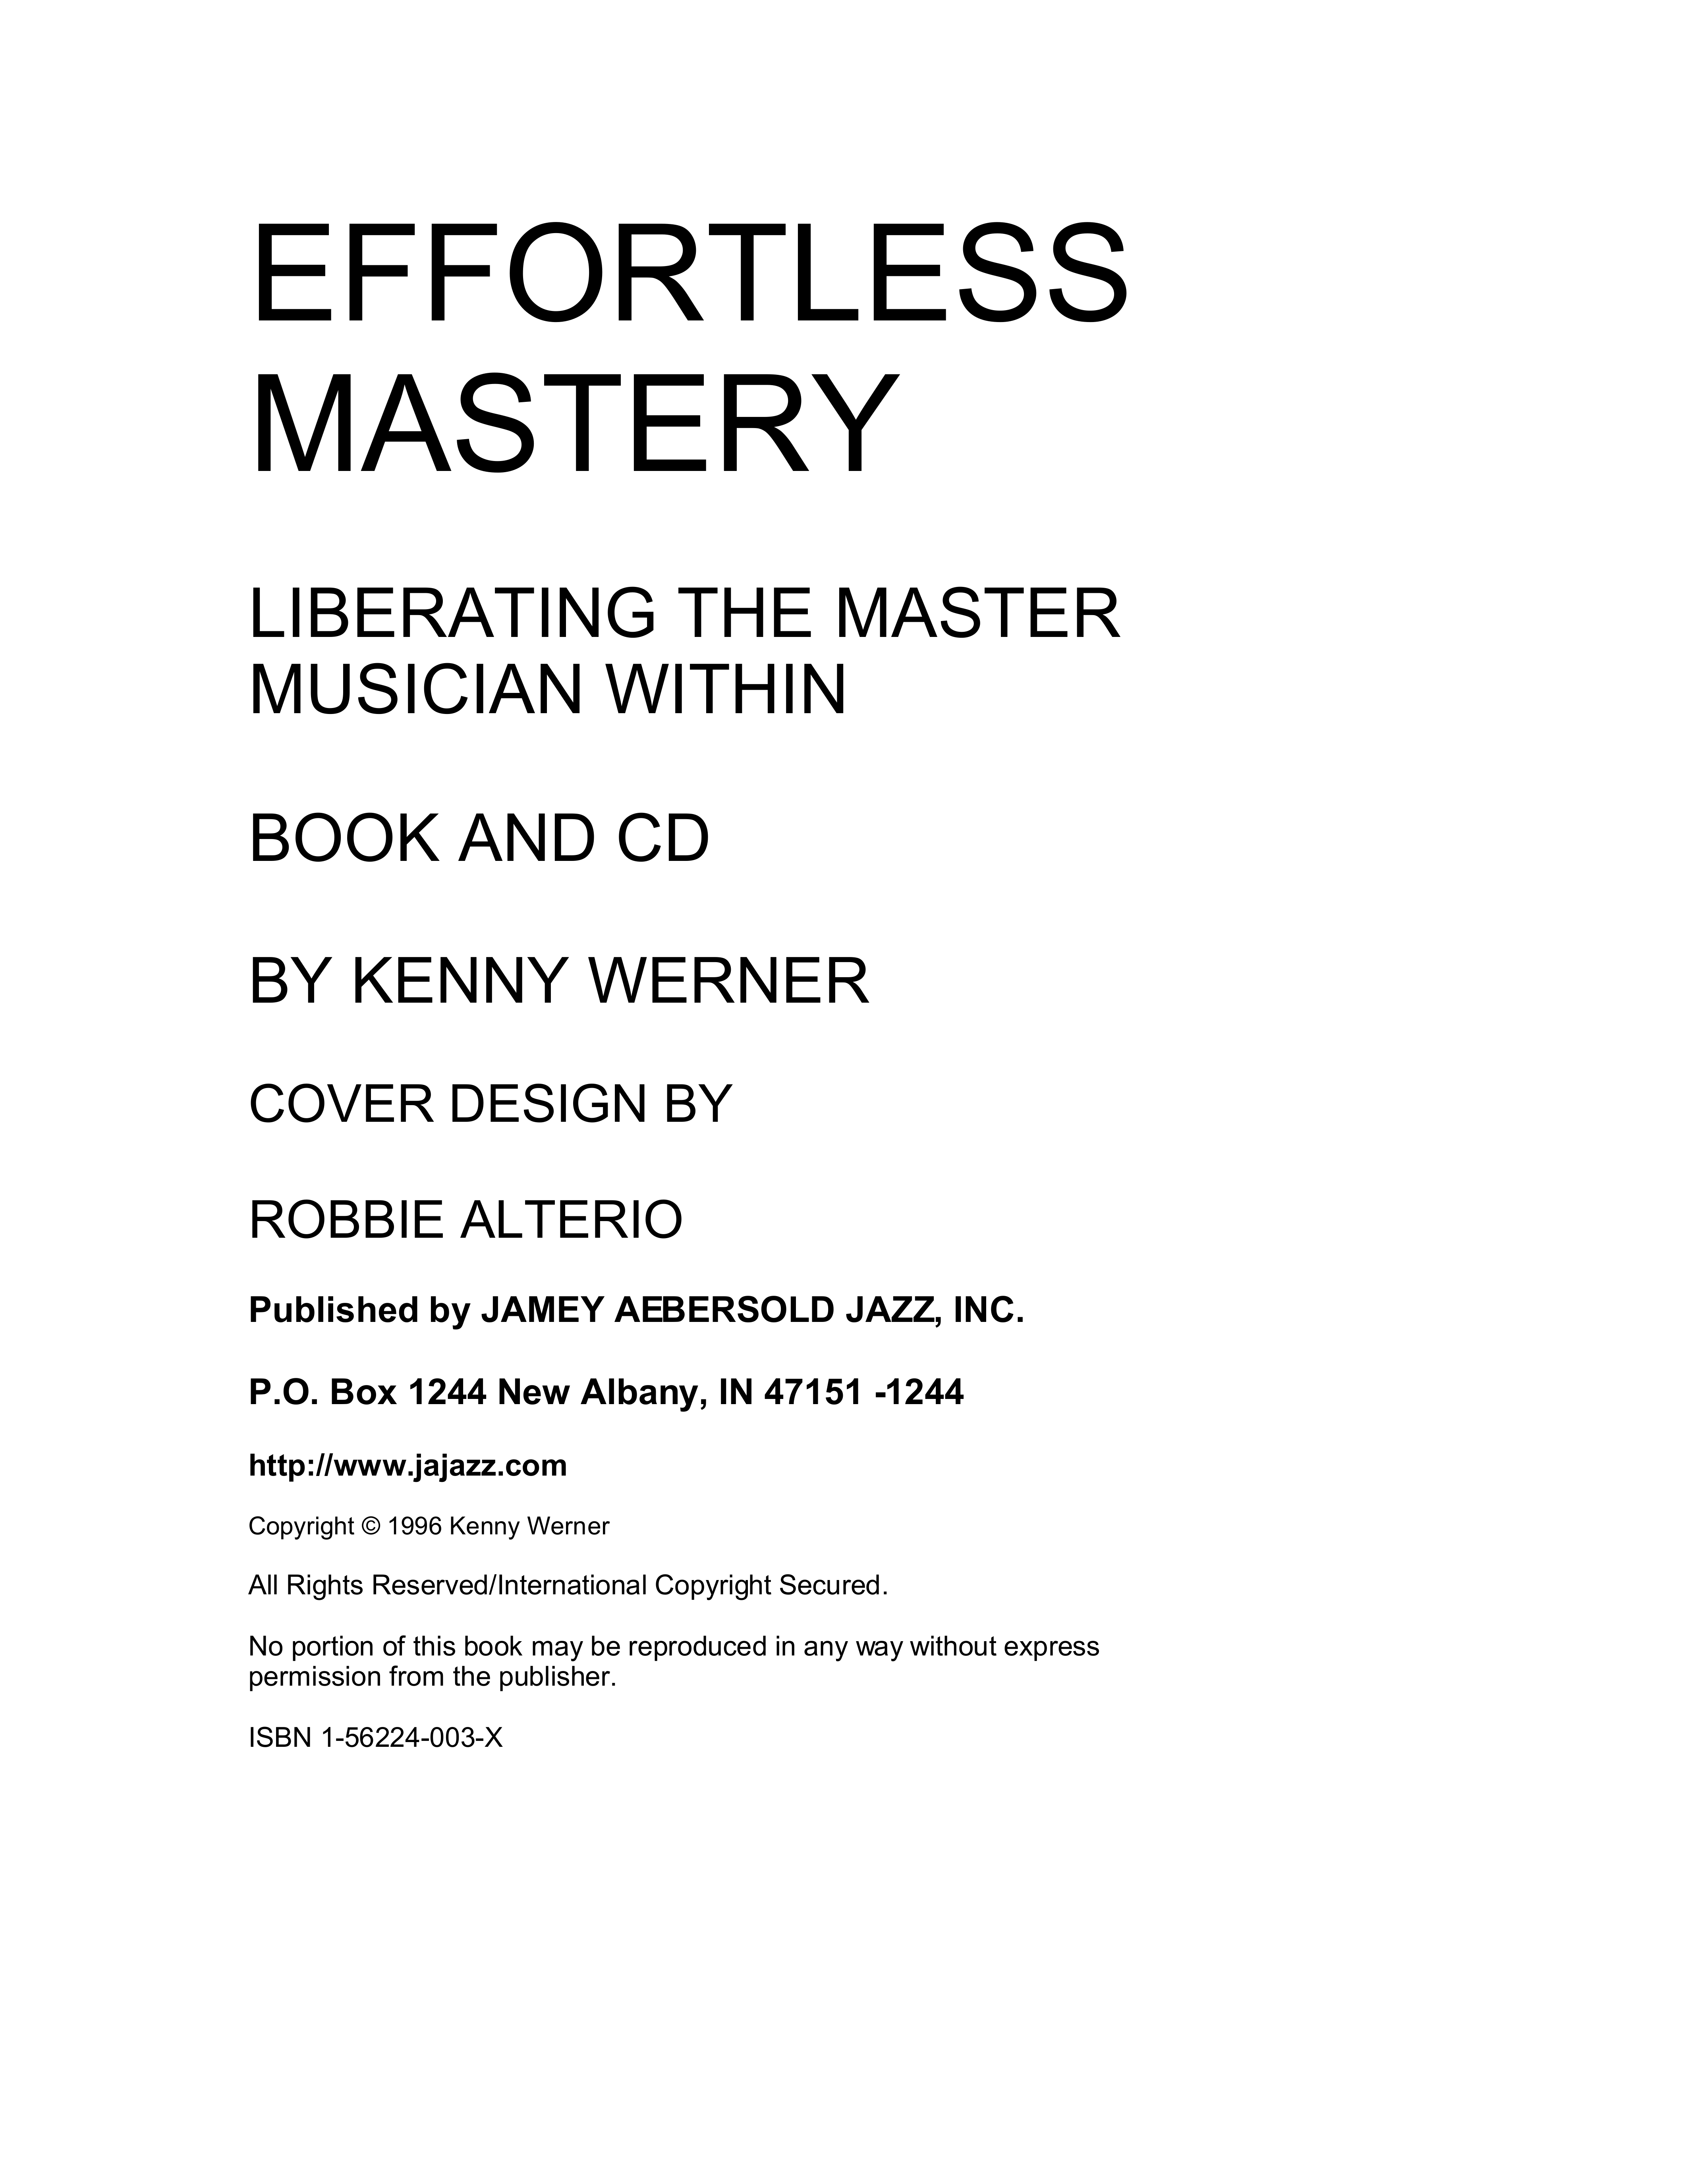 EFFORTLESS
MASTERY
LIBERATING THE MASTER
MUSICIAN WITHIN
BOOK AND CD
BY KENNY WERNER
COVER DESIGN BY
ROBBIE ALTERIO
Published by JAMEY AEBERSOLD JAZZ, INC.
P.O. Box 1244 New Albany, IN 47151 -1244
http://www.jajazz.com
Copyright © 1996 Kenny Werner
All Rights Reserved/International Copyright Secured.
No portion of this book may be reproduced in any way without express
permission from the publisher.
ISBN 1-56224-003-X